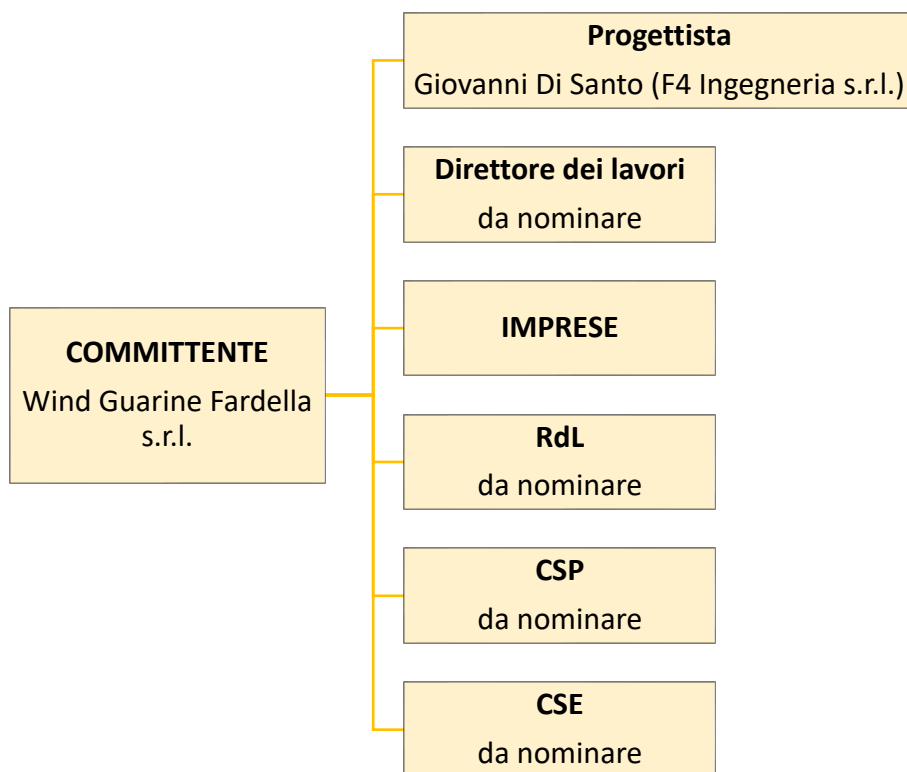 Progettista
Giovanni Di Santo (F4 Ingegneria s.r.l.)
Direttore dei lavori
da nominare
IMPRESE
COMMITTENTE
Wind Guarine Fardella
s.r.l.
RdL
da nominare
CSP
da nominare
CSE
da nominare